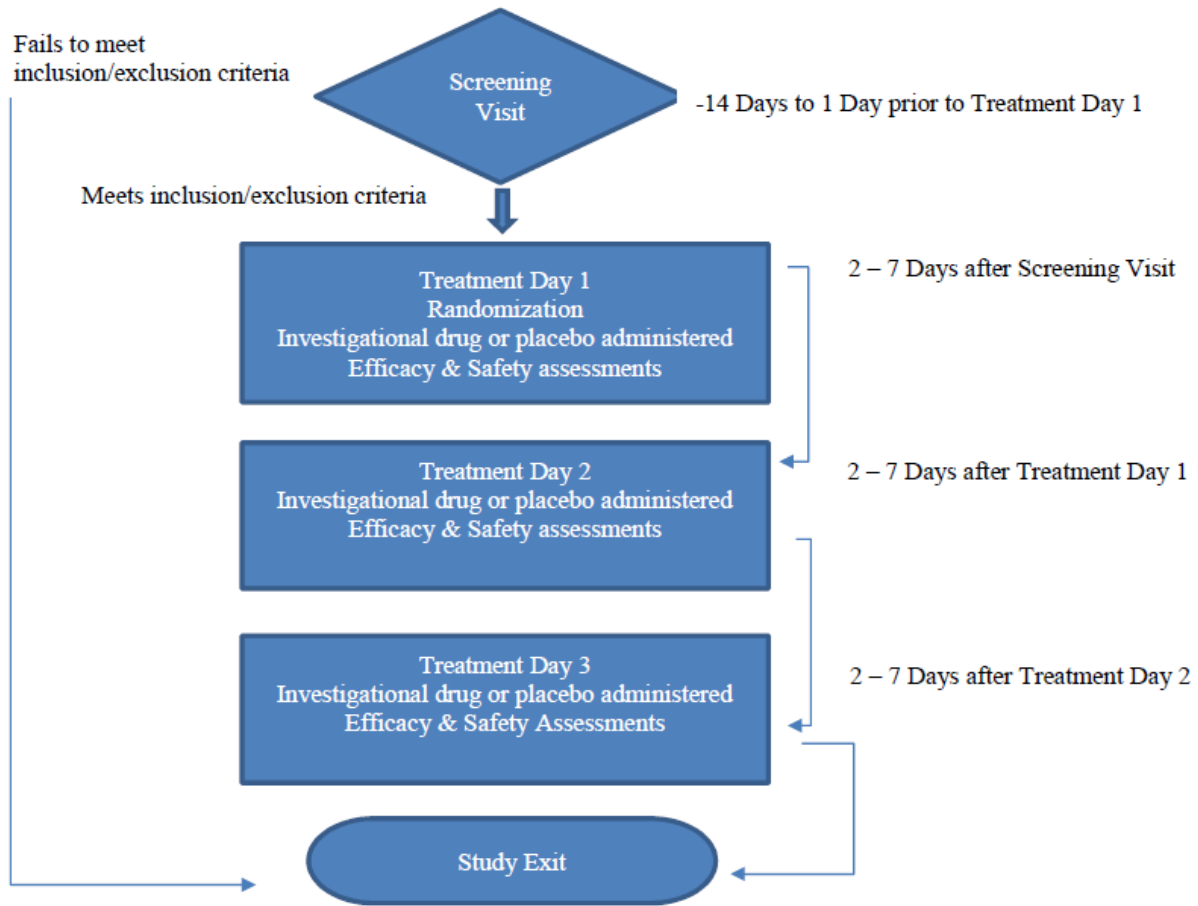 Fails to meet
inclusion/exclusion criteria
Screening
Visit
-14 Days to 1 Day prior to Treatment Day 1
Meets inclusion/exclusion criteria
Treatment Day 1
Randomization
Investigational drug or placebo administered
Efficacy & Safety assessments
2 – 7 Days after Screening Visit
Treatment Day 2
Investigational drug or placebo administered
Efficacy & Safety assessments
2 – 7 Days after Treatment Day 1
Treatment Day 3
Investigational drug or placebo administered
Efficacy & Safety Assessments
2 – 7 Days after Treatment Day 2
Study Exit